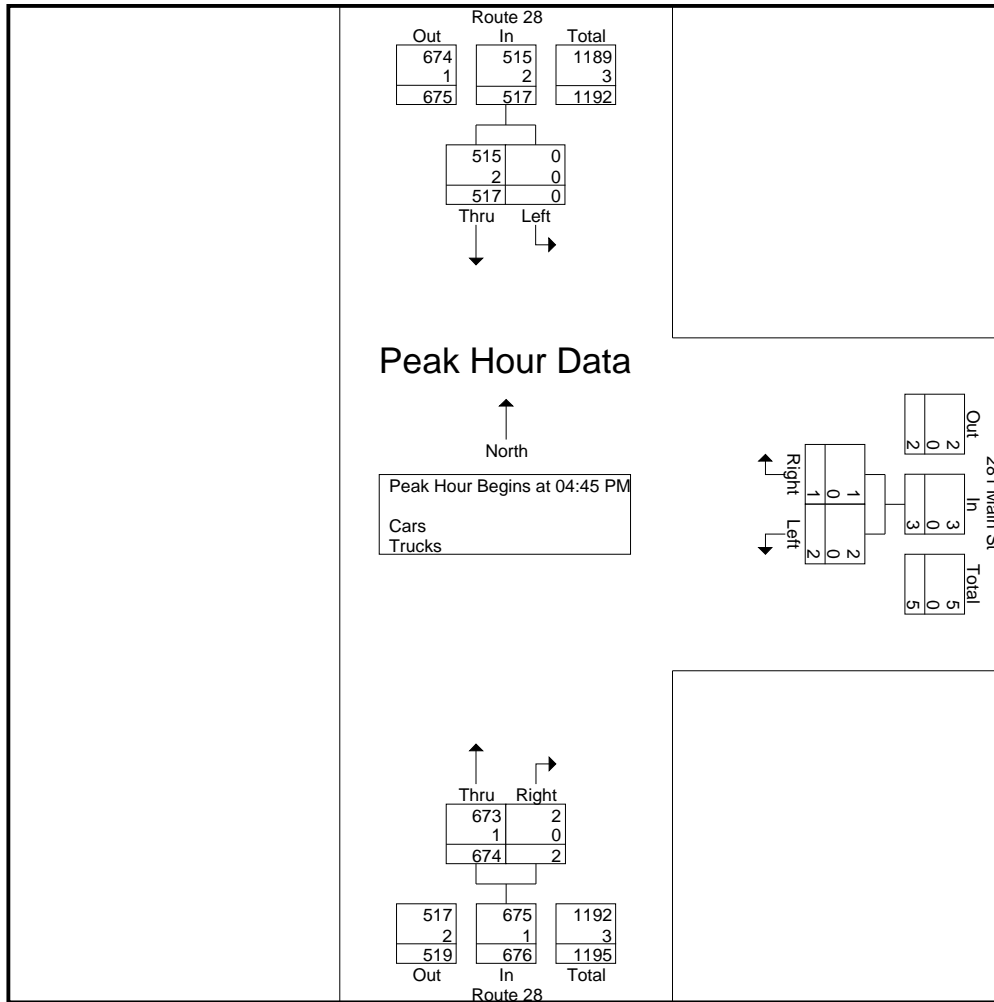 Route 28
Out In Total
674 515 1189
1 2 3
675 517 1192
515 0
2 0
517 0
Thru Left
Peak Hour Data
North
Peak Hour Begins at 04:45 PM
Cars
Trucks
Right Left
1 2
0 0
1 2
Main St
Out In Total
2 3 5
0 0 0
2 3 5
Thru Right
673 2
1 0
674 2
517 675 1192
2 1 3
519 676 1195
Out In Total
Route 28